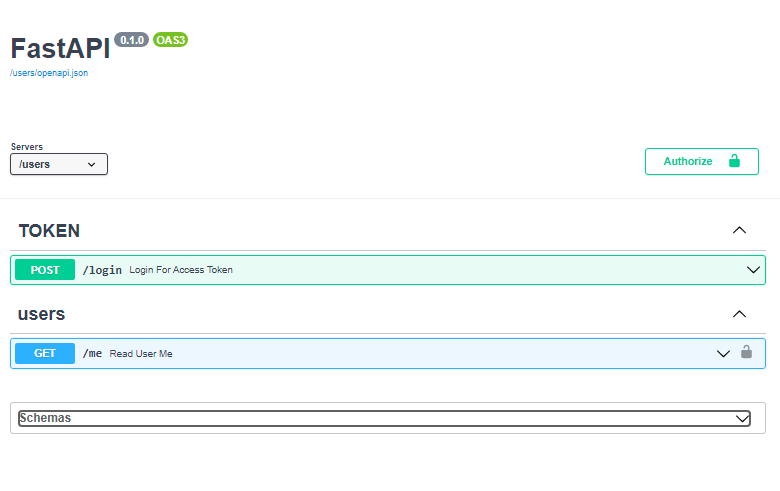 FastAPI 0.1.0 OAS3
/users/openapi.json
Servers
/users
Authorize
TOKEN
POST /login Login For Access Token
users
GET /me Read User Me
Schemas